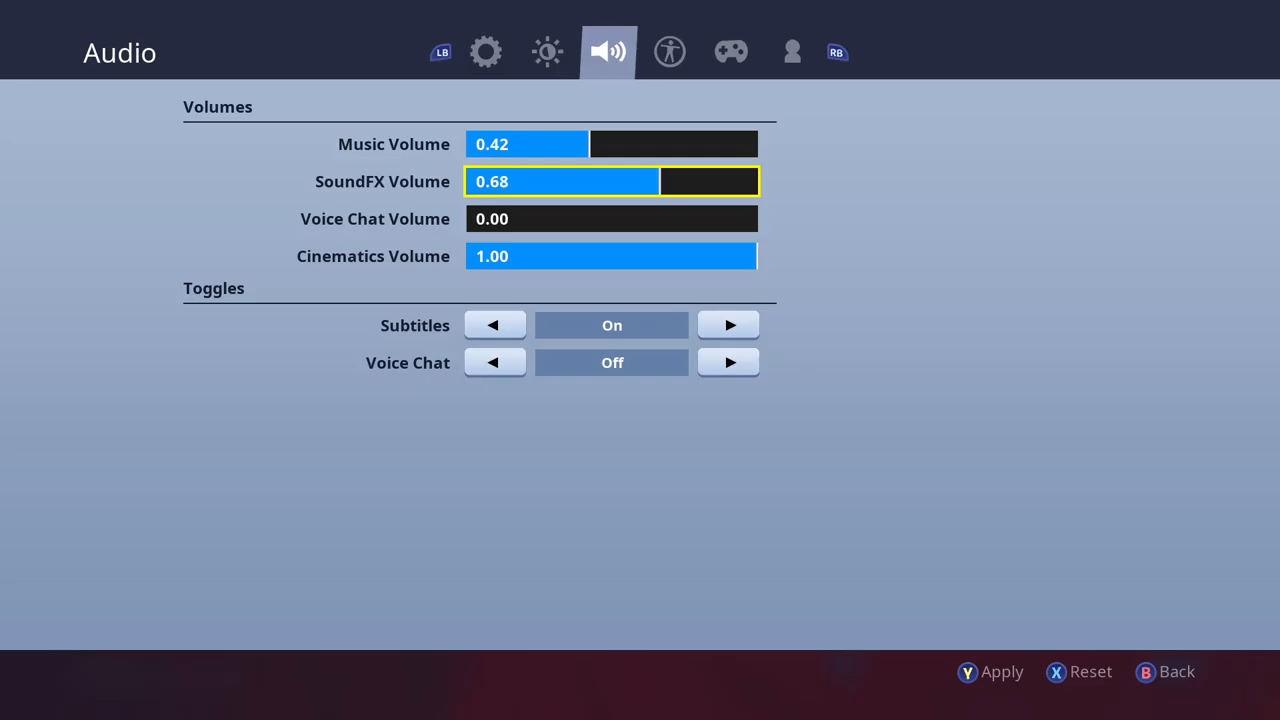 Audio
LB
RB
Volumes
Music Volume 0.42
SoundFX Volume 0.68
Voice Chat Volume 0.00
Cinematics Volume 1.00
Toggles
Subtitles On
Voice Chat Off
Y Apply X Reset B Back